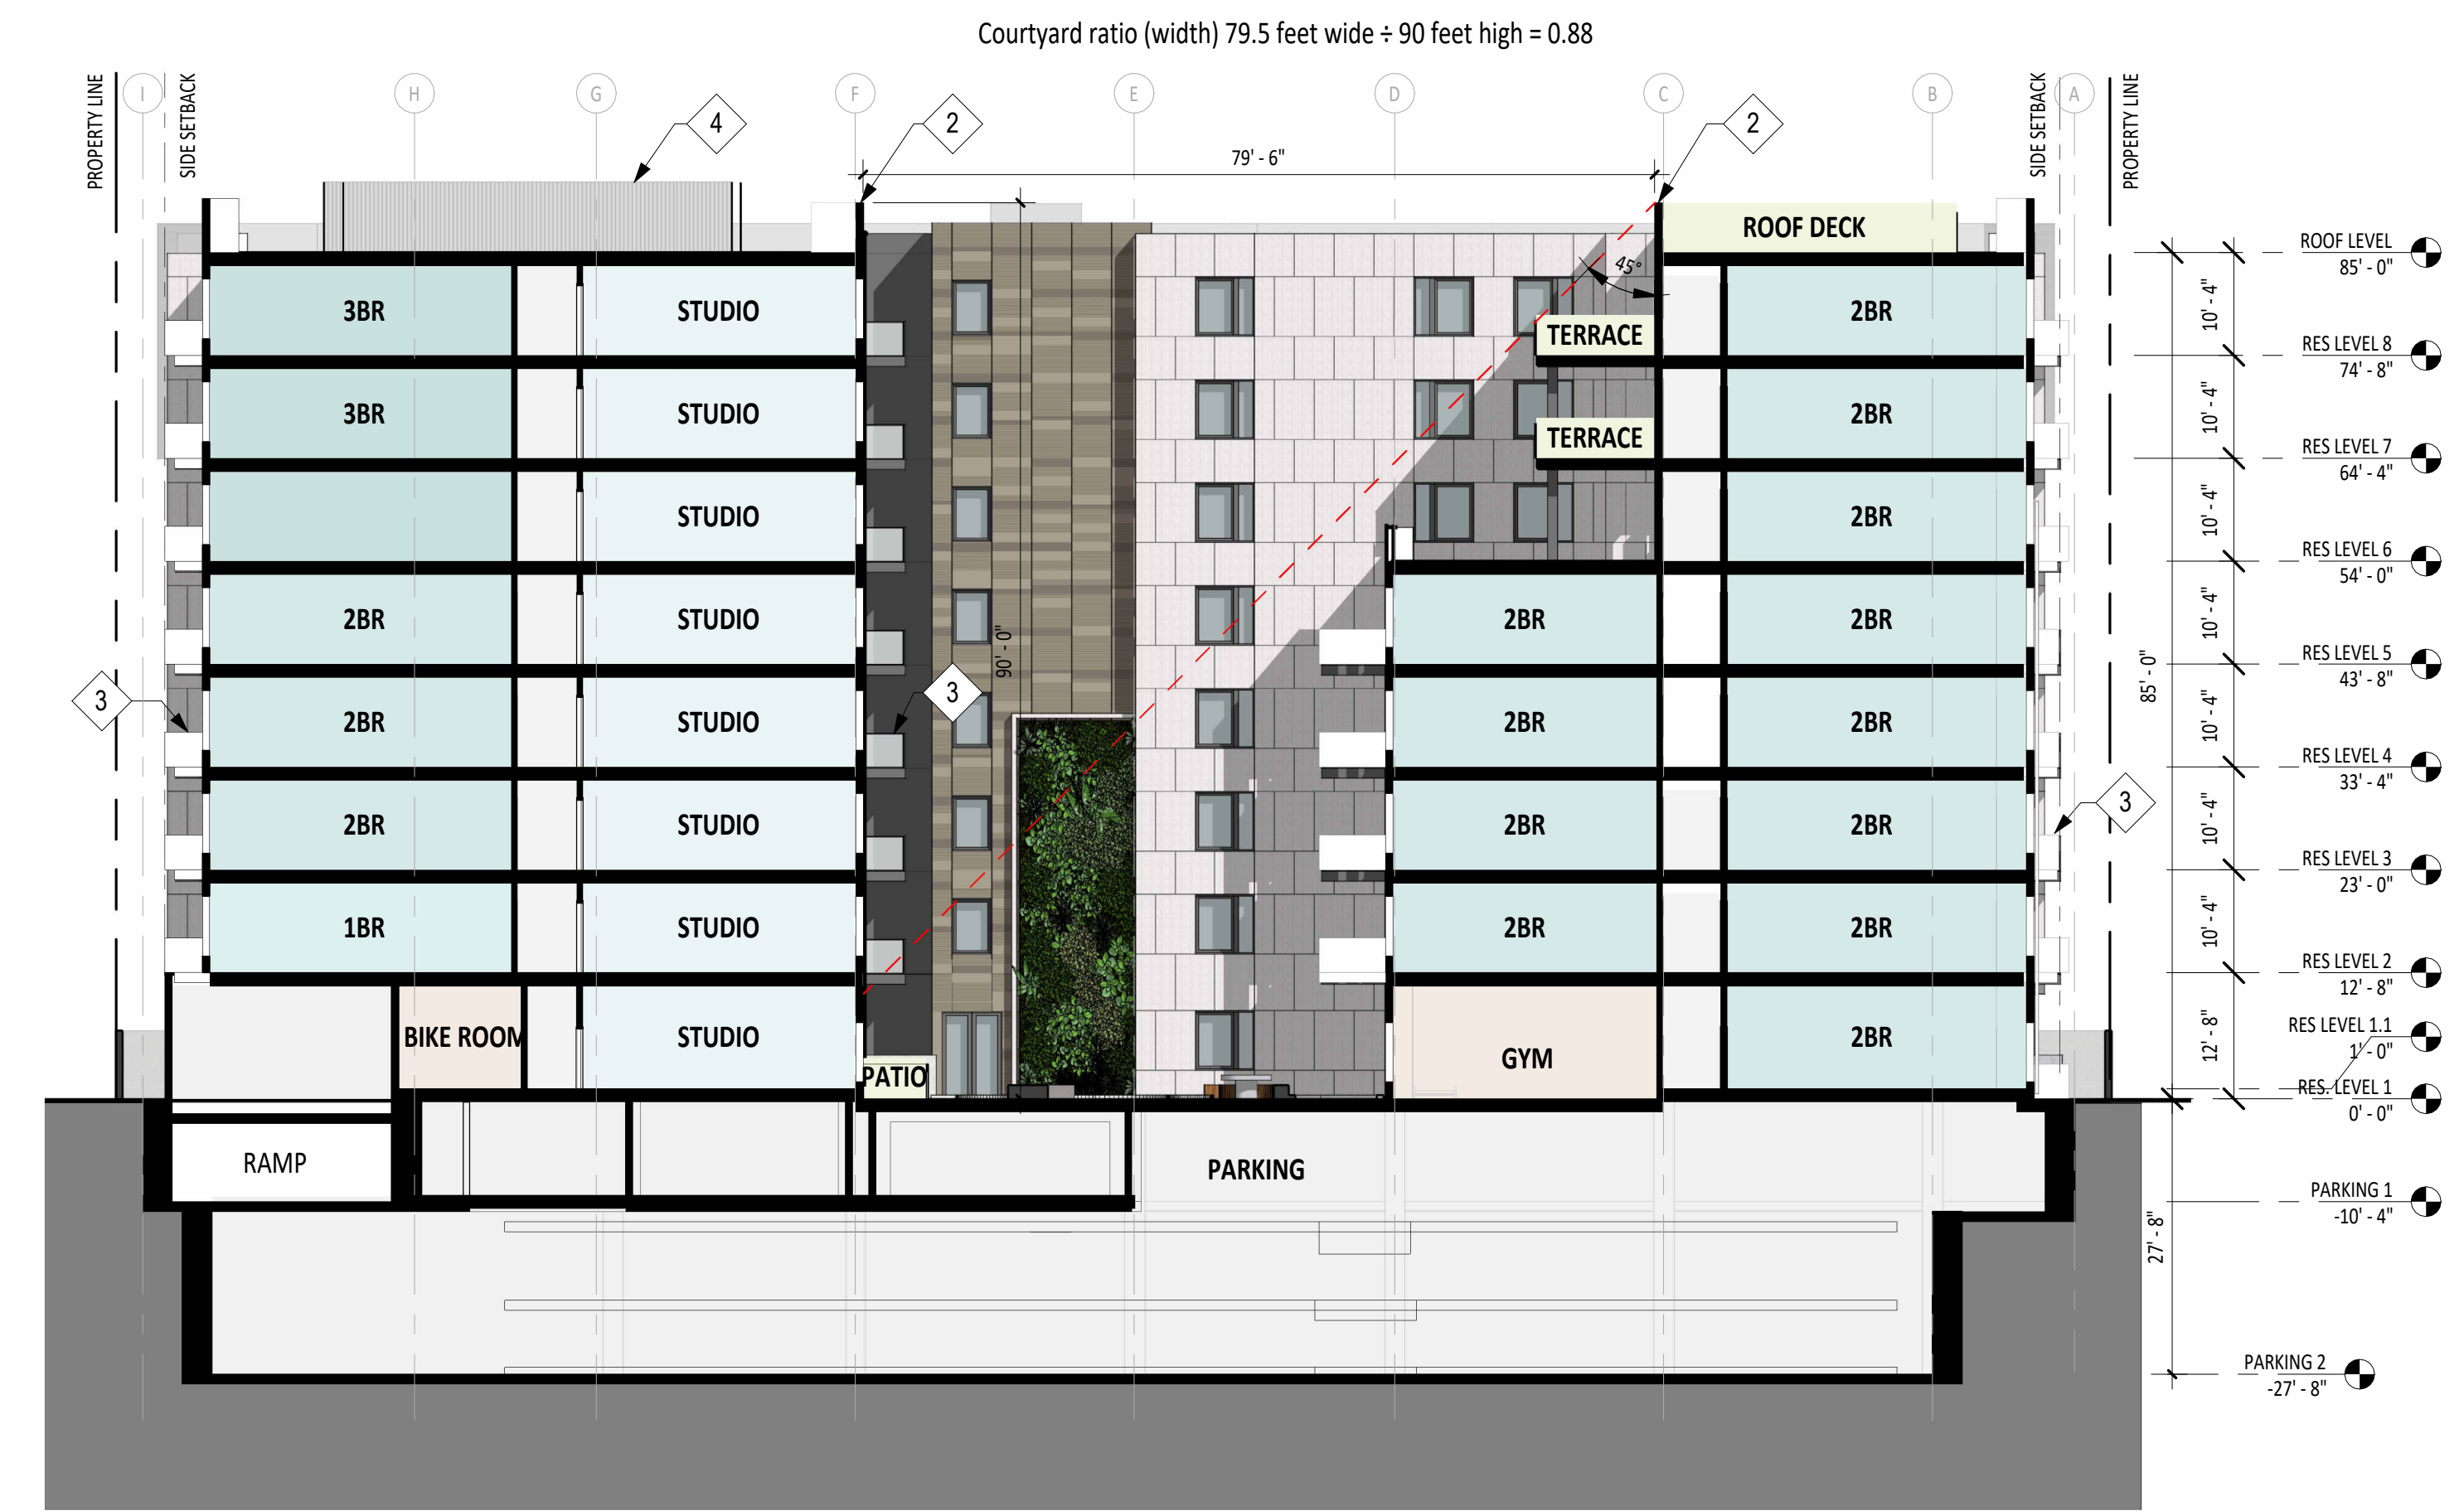 Courtyard ratio (width) 79.5 feet wide ÷ 90 feet high = 0.88
PROPERTY LINE
I
SIDE SETBACK
H
G
F
E
D
C
B
SIDE SETBACK
A
PROPERTY LINE
4
2
2
79' - 6"
ROOF DECK
ROOF LEVEL
85' - 0"
45°
3BR
STUDIO
TERRACE
2BR
10' - 4"
RES LEVEL 8
74' - 8"
3BR
STUDIO
TERRACE
2BR
10' - 4"
RES LEVEL 7
64' - 4"
STUDIO
2BR
10' - 4"
RES LEVEL 6
54' - 0"
2BR
STUDIO
90' - 0"
2BR
2BR
10' - 4"
RES LEVEL 5
43' - 8"
85' - 0"
3
2BR
STUDIO
3
2BR
2BR
10' - 4"
RES LEVEL 4
33' - 4"
2BR
STUDIO
2BR
2BR
3
10' - 4"
RES LEVEL 3
23' - 0"
1BR
STUDIO
2BR
2BR
10' - 4"
RES LEVEL 2
12' - 8"
BIKE ROOM
STUDIO
PATIO
GYM
2BR
12' - 8"
RES LEVEL 1.1
1' - 0"
RES. LEVEL 1
0' - 0"
RAMP
PARKING
PARKING 1
-10' - 4"
27' - 8"
PARKING 2
-27' - 8"